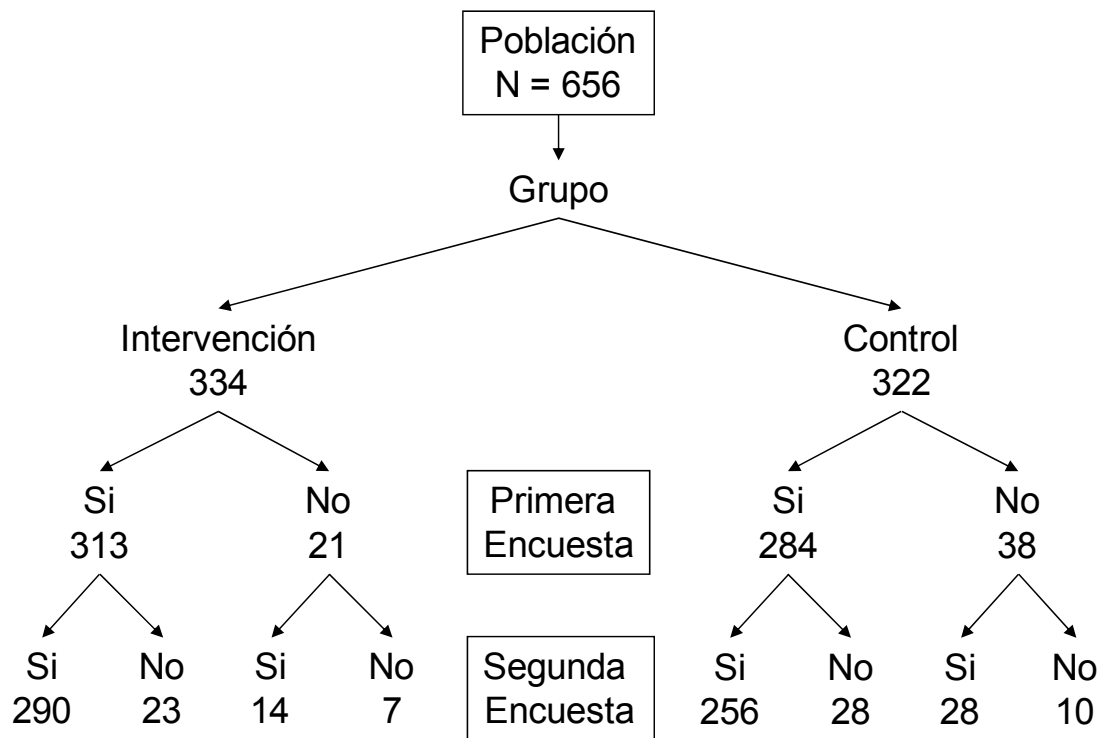 Población
N = 656
Grupo
Intervención
334
Control
322
Si
No
Primera
Si
No
313
21
Encuesta
284
38
Si
No
Si
No
Segunda
Si
No
Si
No
290
23
14
7
Encuesta
256
28
28
10